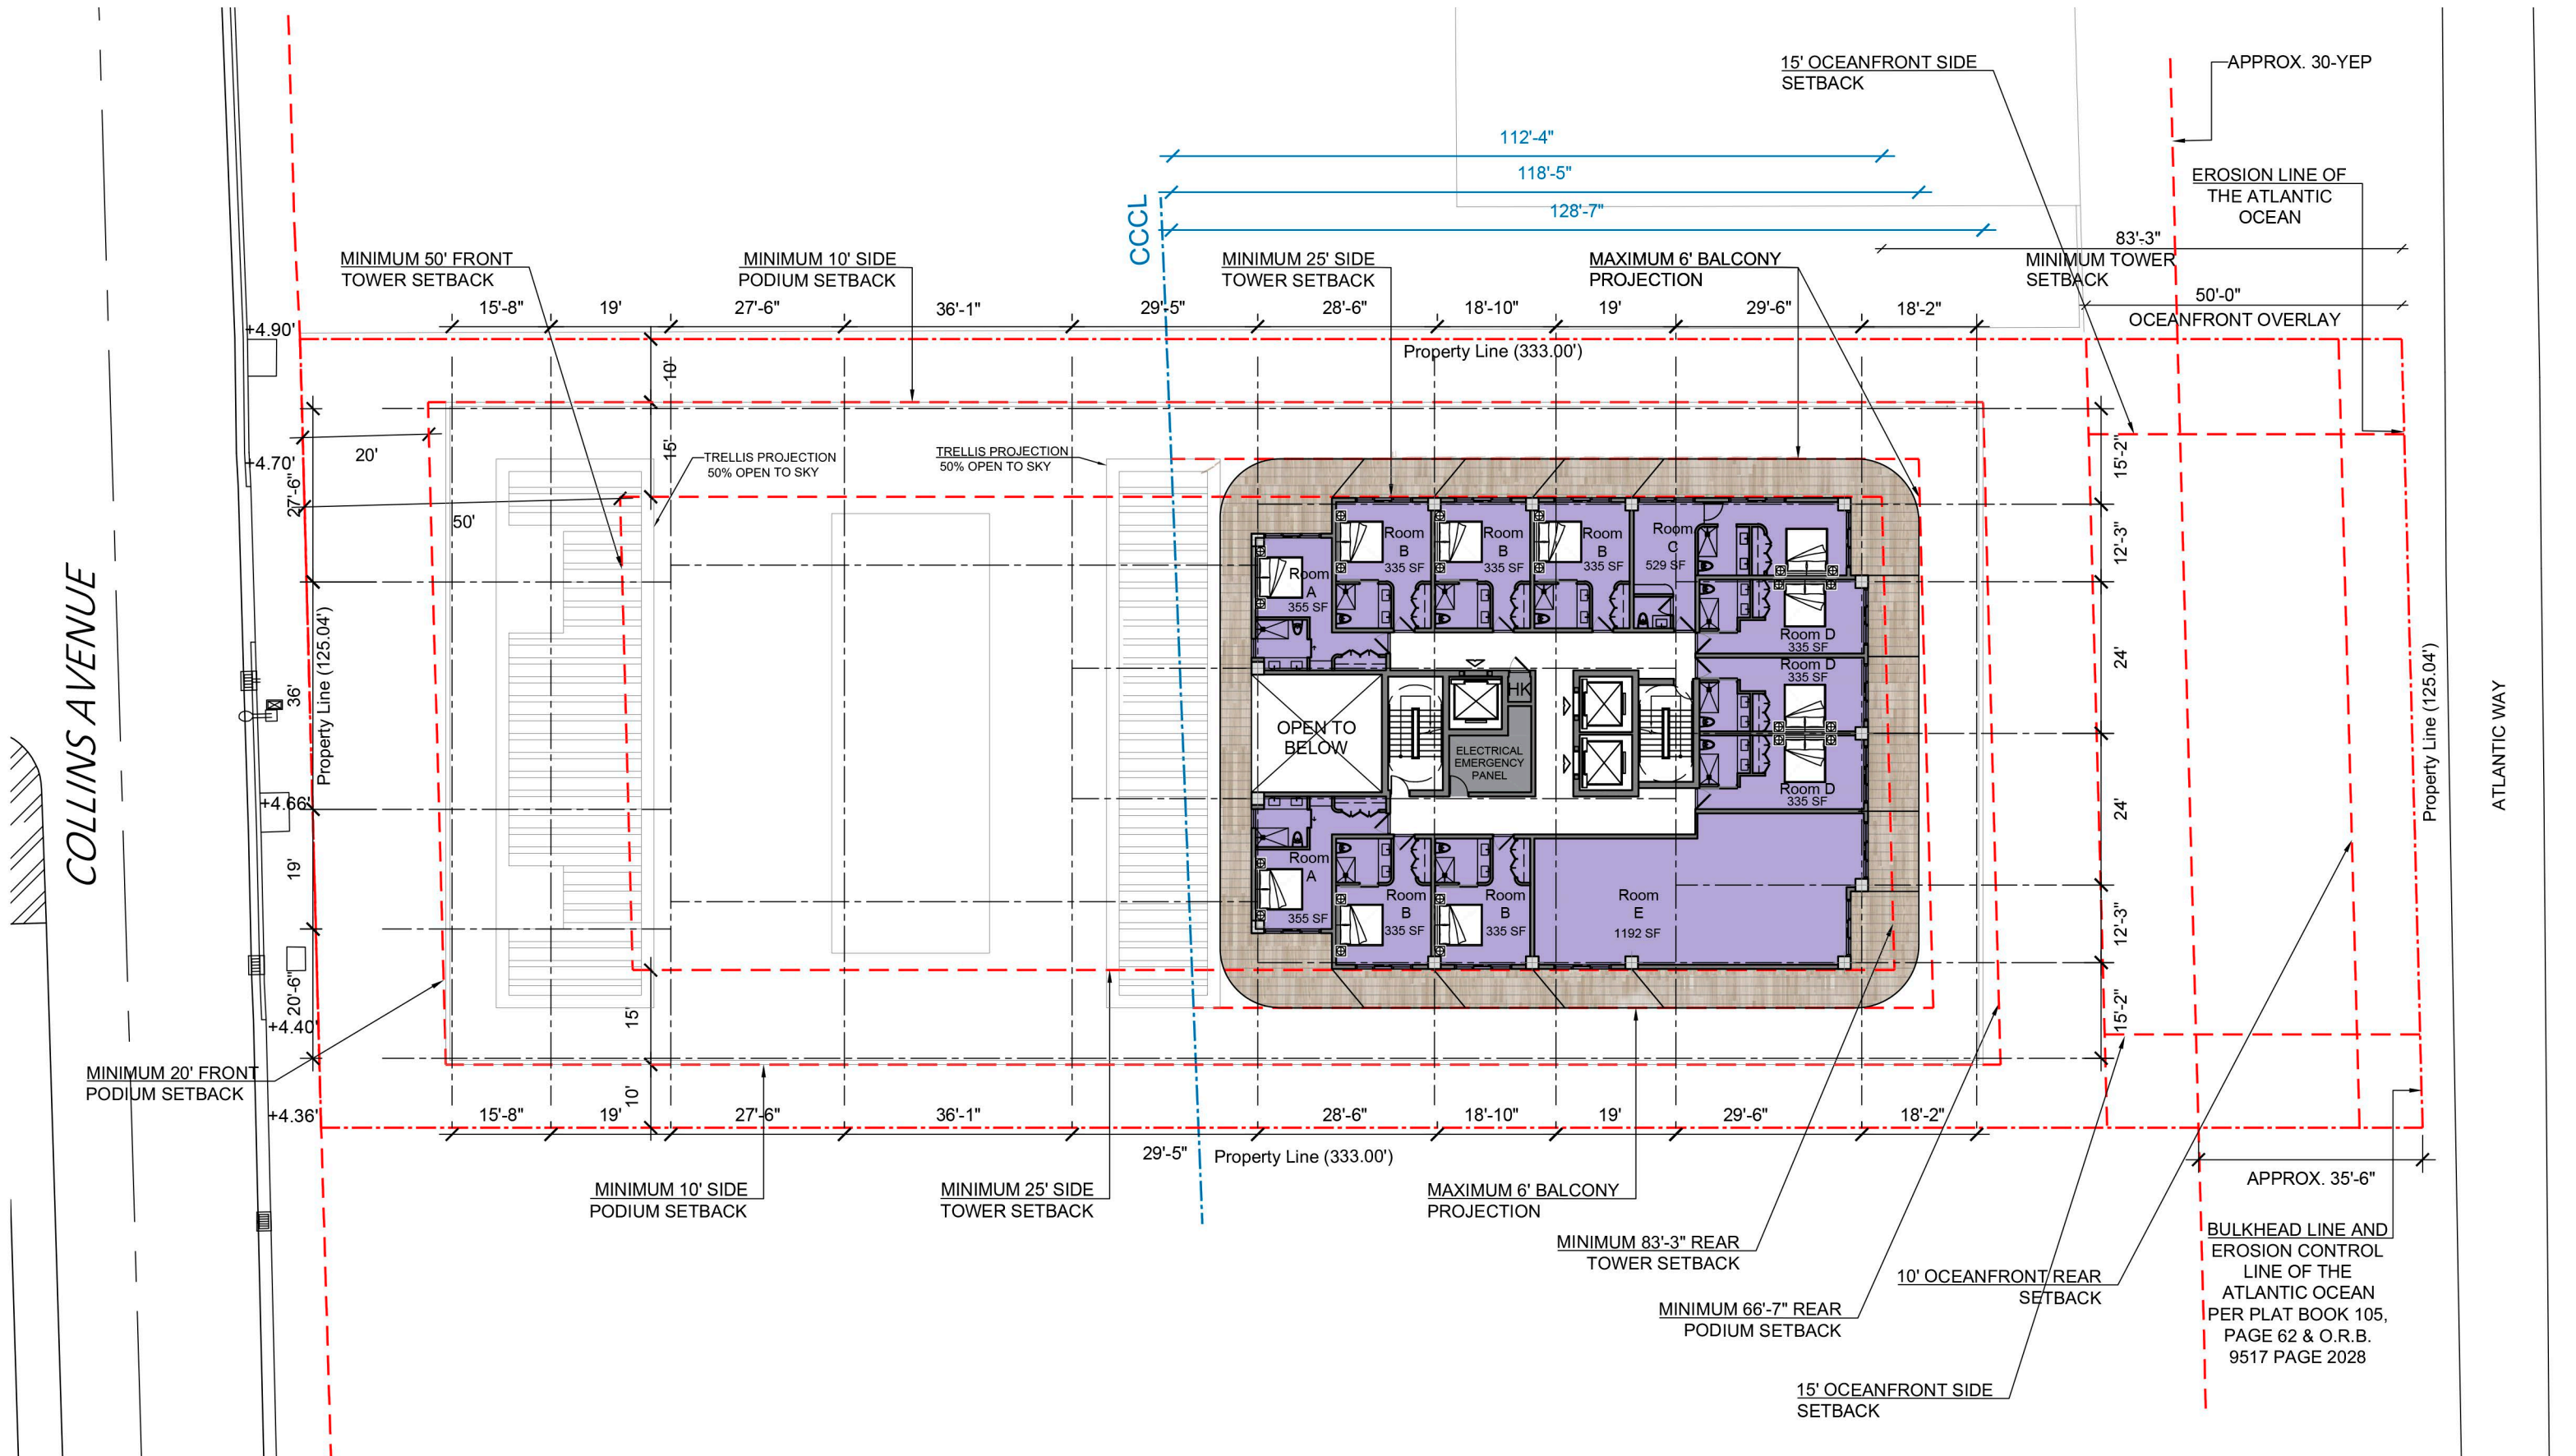 15' OCEANFRONT SIDE
SETBACK
APPROX. 30-YEP
112'-4"
118'-5"
128'-7"
CCCL
EROSION LINE OF
THE ATLANTIC
OCEAN
83'-3"
MINIMUM TOWER
SETBACK
50'-0"
OCEANFRONT OVERLAY
MINIMUM 50' FRONT
TOWER SETBACK
MINIMUM 10' SIDE
PODIUM SETBACK
MINIMUM 25' SIDE
TOWER SETBACK
MAXIMUM 6' BALCONY
PROJECTION
15'-8"
19'
27'-6"
36'-1"
29'-5"
28'-6"
18'-10"
19'
29'-6"
18'-2"
+4.90'
Property Line (333.00')
10'
15'
20'
+4.70'
27'-6"
50'
TRELLIS PROJECTION
50% OPEN TO SKY
TRELLIS PROJECTION
50% OPEN TO SKY
15'-2"
12'-3"
24'
24'
12'-3"
15'-2"
COLLINS AVENUE
Property Line (125.04')
36'
+4.66'
19'
20'-6"
+4.40'
+4.36'
15'
10'
Room
A
355 SF
Room
B
335 SF
Room
B
335 SF
Room
B
335 SF
Room
C
529 SF
Room D
335 SF
Room D
335 SF
Room D
335 SF
HK
OPEN TO
BELOW
ELECTRICAL
EMERGENCY
PANEL
Room
A
355 SF
Room
B
335 SF
Room
B
335 SF
Room
E
1192 SF
Property Line (125.04')
ATLANTIC WAY
MINIMUM 20' FRONT
PODIUM SETBACK
15'-8"
19'
27'-6"
36'-1"
29'-5"
28'-6"
18'-10"
19'
29'-6"
18'-2"
Property Line (333.00')
MINIMUM 10' SIDE
PODIUM SETBACK
MINIMUM 25' SIDE
TOWER SETBACK
MAXIMUM 6' BALCONY
PROJECTION
MINIMUM 83'-3" REAR
TOWER SETBACK
MINIMUM 66'-7" REAR
PODIUM SETBACK
10' OCEANFRONT REAR
SETBACK
15' OCEANFRONT SIDE
SETBACK
APPROX. 35'-6"
BULKHEAD LINE AND
EROSION CONTROL
LINE OF THE
ATLANTIC OCEAN
PER PLAT BOOK 105,
PAGE 62 & O.R.B.
9517 PAGE 2028